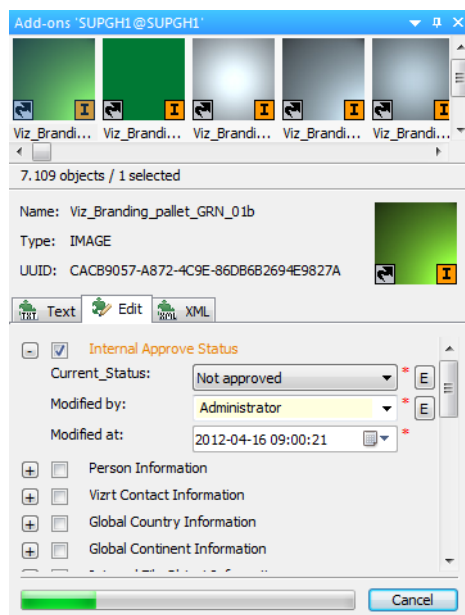 Add-ons 'SUPGH1@SUPGH1'
I I I I I
Viz_Brandi... Viz_Brandi... Viz_Brandi... Viz_Brandi... Viz_Brandi...
7.109 objects / 1 selected
Name: Viz_Branding_pallet_GRN_01b
Type: IMAGE
UUID: CACB9057-A872-4C9E-86DB6B2694E9827A
I
TXT Text Edit XML XML
Internal Approve Status
Current_Status: Not approved * E
Modified by: Administrator * E
Modified at: 2012-04-16 09:00:21 *
Person Information
Vizrt Contact Information
Global Country Information
Global Continent Information
Cancel